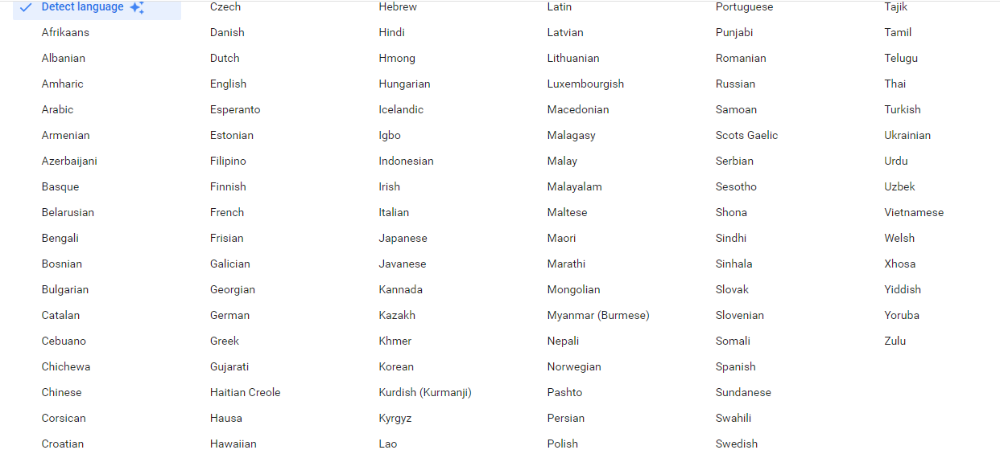 Detect language
Afrikaans
Albanian
Amharic
Arabic
Armenian
Azerbaijani
Basque
Belarusian
Bengali
Bosnian
Bulgarian
Catalan
Cebuano
Chichewa
Chinese
Corsican
Croatian
Czech
Danish
Dutch
English
Esperanto
Estonian
Filipino
Finnish
French
Frisian
Galician
Georgian
German
Greek
Gujarati
Haitian Creole
Hausa
Hawaiian
Hebrew
Hindi
Hmong
Hungarian
Icelandic
Igbo
Indonesian
Irish
Italian
Japanese
Javanese
Kannada
Kazakh
Khmer
Korean
Kurdish (Kurmanji)
Kyrgyz
Lao
Latin
Latvian
Lithuanian
Luxembourgish
Macedonian
Malagasy
Malay
Malayalam
Maltese
Maori
Marathi
Mongolian
Myanmar (Burmese)
Nepali
Norwegian
Pashto
Persian
Polish
Portuguese
Punjabi
Romanian
Russian
Samoan
Scots Gaelic
Serbian
Sesotho
Shona
Sindhi
Sinhala
Slovak
Slovenian
Somali
Spanish
Sundanese
Swahili
Swedish
Tajik
Tamil
Telugu
Thai
Turkish
Ukrainian
Urdu
Uzbek
Vietnamese
Welsh
Xhosa
Yiddish
Yoruba
Zulu